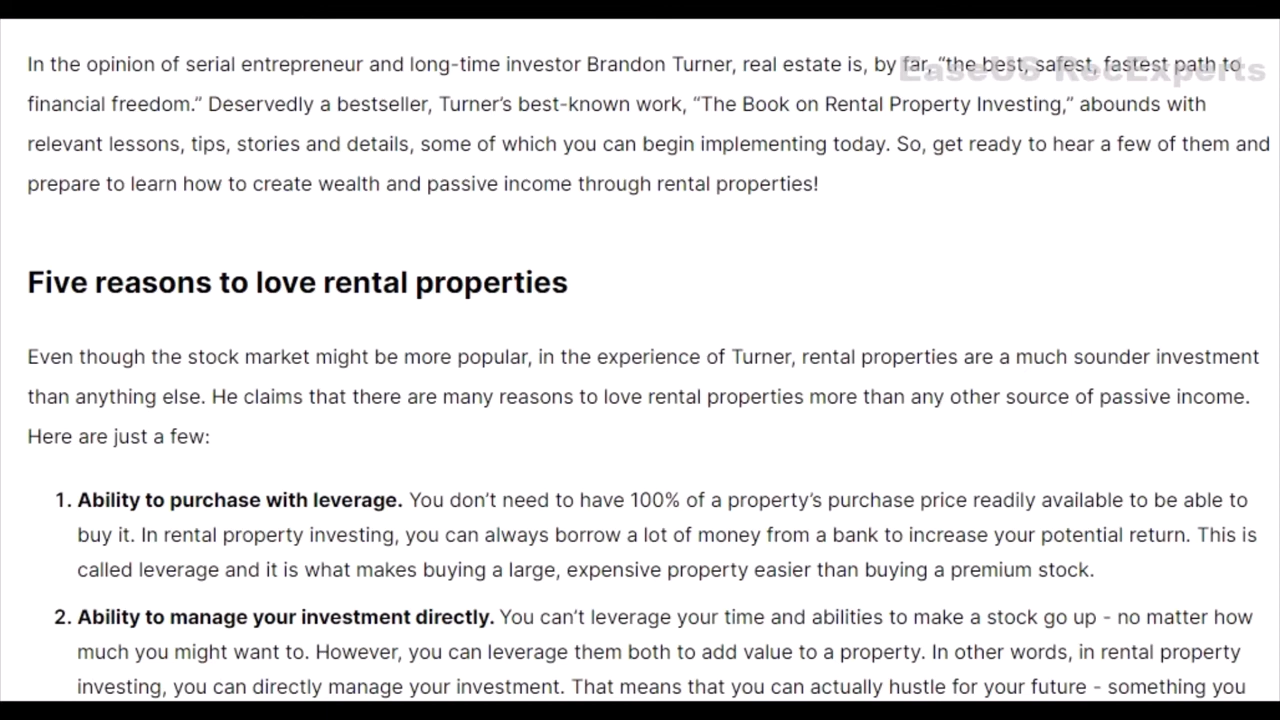 EaseUS RecExperts
In the opinion of serial entrepreneur and long-time investor Brandon Turner, real estate is, by far, “the best, safest, fastest path to
financial freedom.” Deservedly a bestseller, Turner’s best-known work, “The Book on Rental Property Investing,” abounds with
relevant lessons, tips, stories and details, some of which you can begin implementing today. So, get ready to hear a few of them and
prepare to learn how to create wealth and passive income through rental properties!
Five reasons to love rental properties
Even though the stock market might be more popular, in the experience of Turner, rental properties are a much sounder investment
than anything else. He claims that there are many reasons to love rental properties more than any other source of passive income.
Here are just a few:
1. Ability to purchase with leverage. You don’t need to have 100% of a property’s purchase price readily available to be able to
buy it. In rental property investing, you can always borrow a lot of money from a bank to increase your potential return. This is
called leverage and it is what makes buying a large, expensive property easier than buying a premium stock.
2. Ability to manage your investment directly. You can’t leverage your time and abilities to make a stock go up - no matter how
much you might want to. However, you can leverage them both to add value to a property. In other words, in rental property
investing, you can directly manage your investment. That means that you can actually hustle for your future - something you